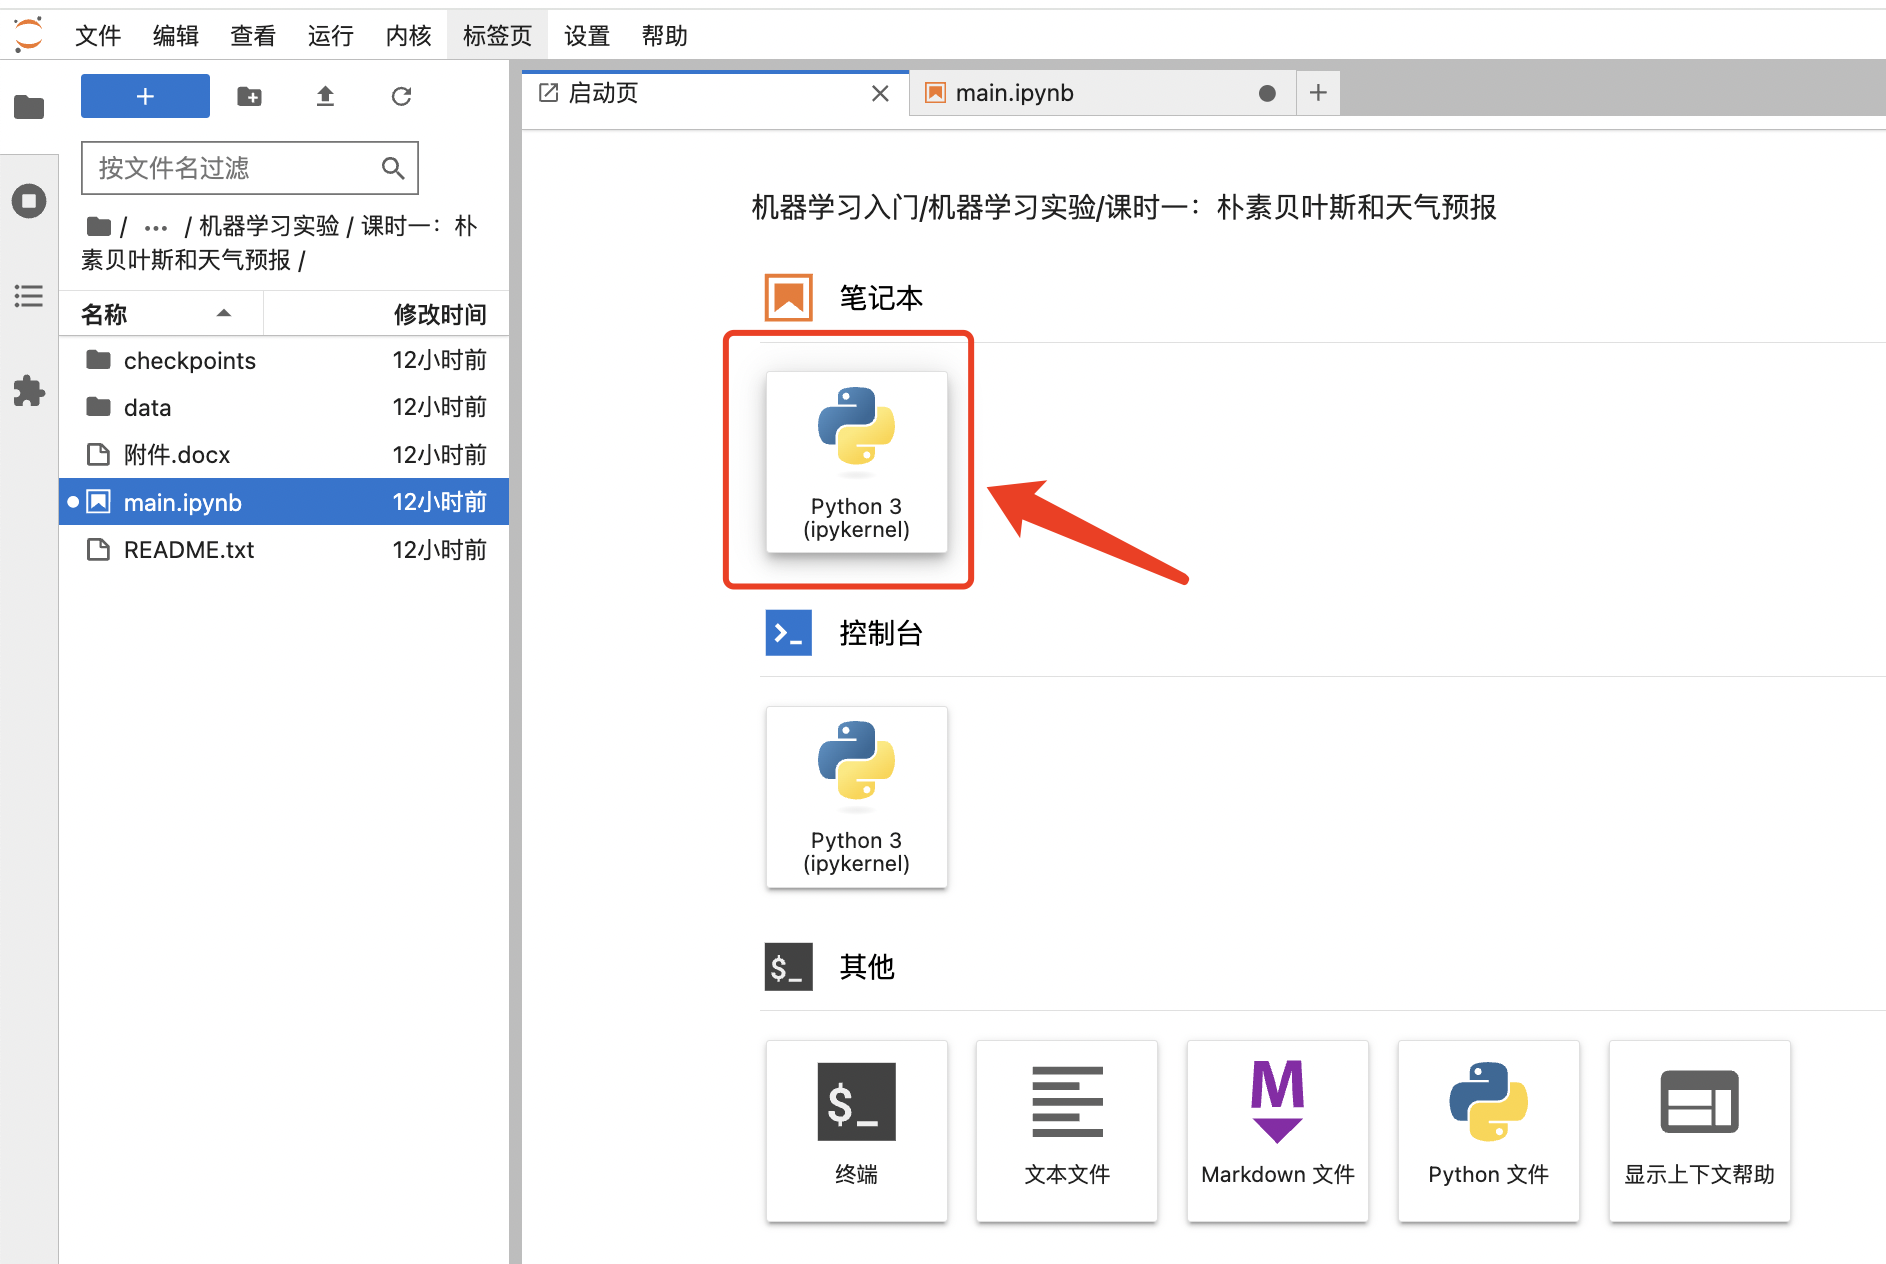 文件 编辑 查看 运行 内核 标签页 设置 帮助
+
启动页
main.ipynb
+
按文件名过滤
/ ··· / 机器学习实验 / 课时一：朴
素贝叶斯和天气预报 /
名称 修改时间
checkpoints 12小时前
data 12小时前
附件.docx 12小时前
main.ipynb 12小时前
README.txt 12小时前
机器学习入门/机器学习实验/课时一：朴素贝叶斯和天气预报
笔记本
Python 3
(ipykernel)
>_ 控制台
Python 3
(ipykernel)
$_ 其他
$_
终端
文本文件
M
Markdown 文件
Python 文件
显示上下文帮助